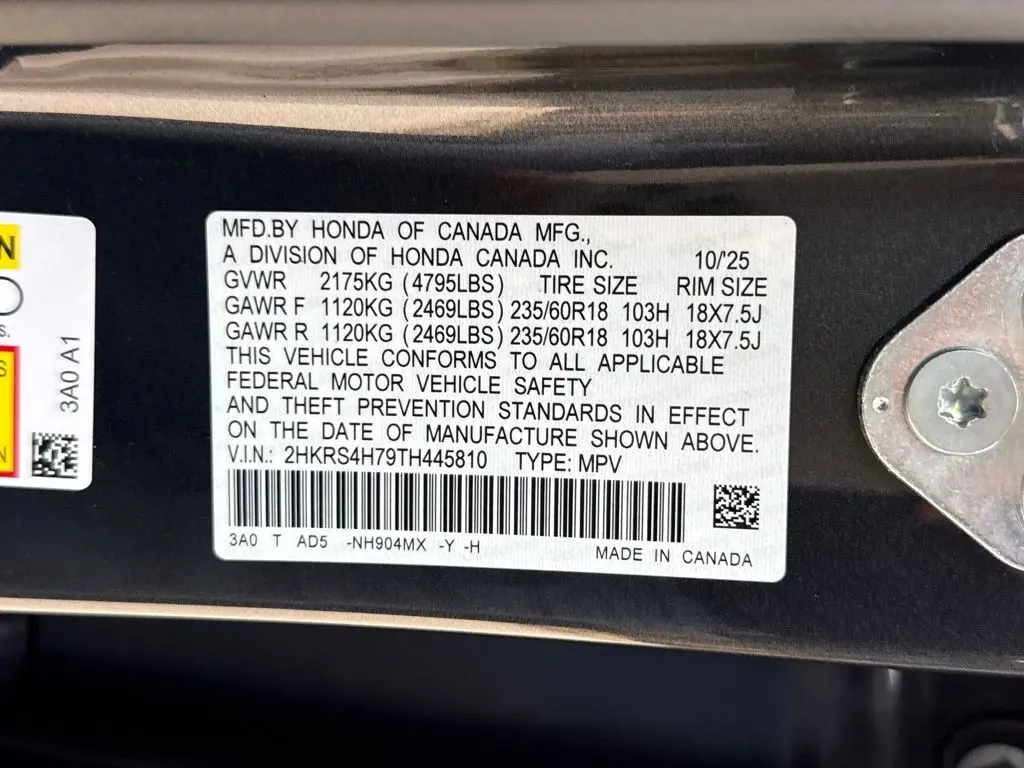 MFD.BY HONDA OF CANADA MFG.,
A DIVISION OF HONDA CANADA INC. 10/'25
GVWR 2175KG (4795LBS) TIRE SIZE RIM SIZE
GAWR F 1120KG (2469LBS) 235/60R18 103H 18X7.5J
GAWR R 1120KG (2469LBS) 235/60R18 103H 18X7.5J
THIS VEHICLE CONFORMS TO ALL APPLICABLE
FEDERAL MOTOR VEHICLE SAFETY
AND THEFT PREVENTION STANDARDS IN EFFECT
ON THE DATE OF MANUFACTURE SHOWN ABOVE.
V.I.N.: 2HKRS4H79TH445810 TYPE: MPV
3A0 T AD5 -NH904MX -Y -H MADE IN CANADA
N
S.
S
N
3A0 A1